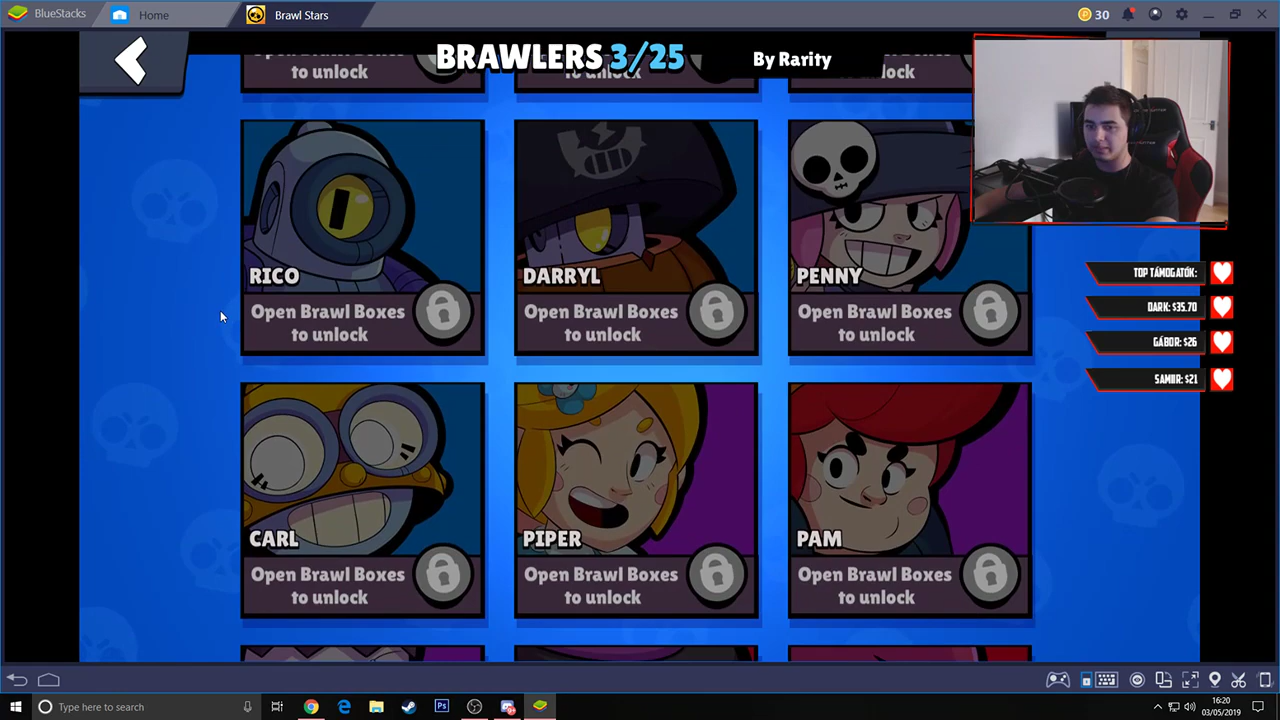 BlueStacks
Home
Brawl Stars
30
BRAWLERS 3/25
By Rarity
to unlock
to unlock
unlock
RICO
Open Brawl Boxes
to unlock
DARRYL
Open Brawl Boxes
to unlock
PENNY
Open Brawl Boxes
to unlock
TOP TÁMOGATÓK:
DARK: $35.70
GÁBOR: $26
SAMIIR: $21
CARL
Open Brawl Boxes
to unlock
PIPER
Open Brawl Boxes
to unlock
PAM
Open Brawl Boxes
to unlock
Type here to search
16:20
03/05/2019